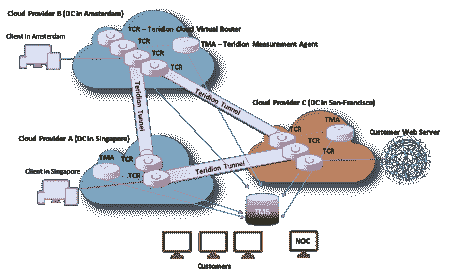 Cloud Provider B (DC in Amsterdam)
Client in Amsterdam
TCR – Teridion Cloud Virtual Router
TCR
TMA – Teridion Measurement Agent
TCR
TCR
Teridion Tunnel
Teridion Tunnel
Cloud Provider C (DC in San-Francisco)
TMA
TCR
TCR
Customer Web Server
Cloud Provider A (DC in Singapore)
TMA
TCR
TCR
Teridion Tunnel
Client in Singapore
TMS
NOC
Customers